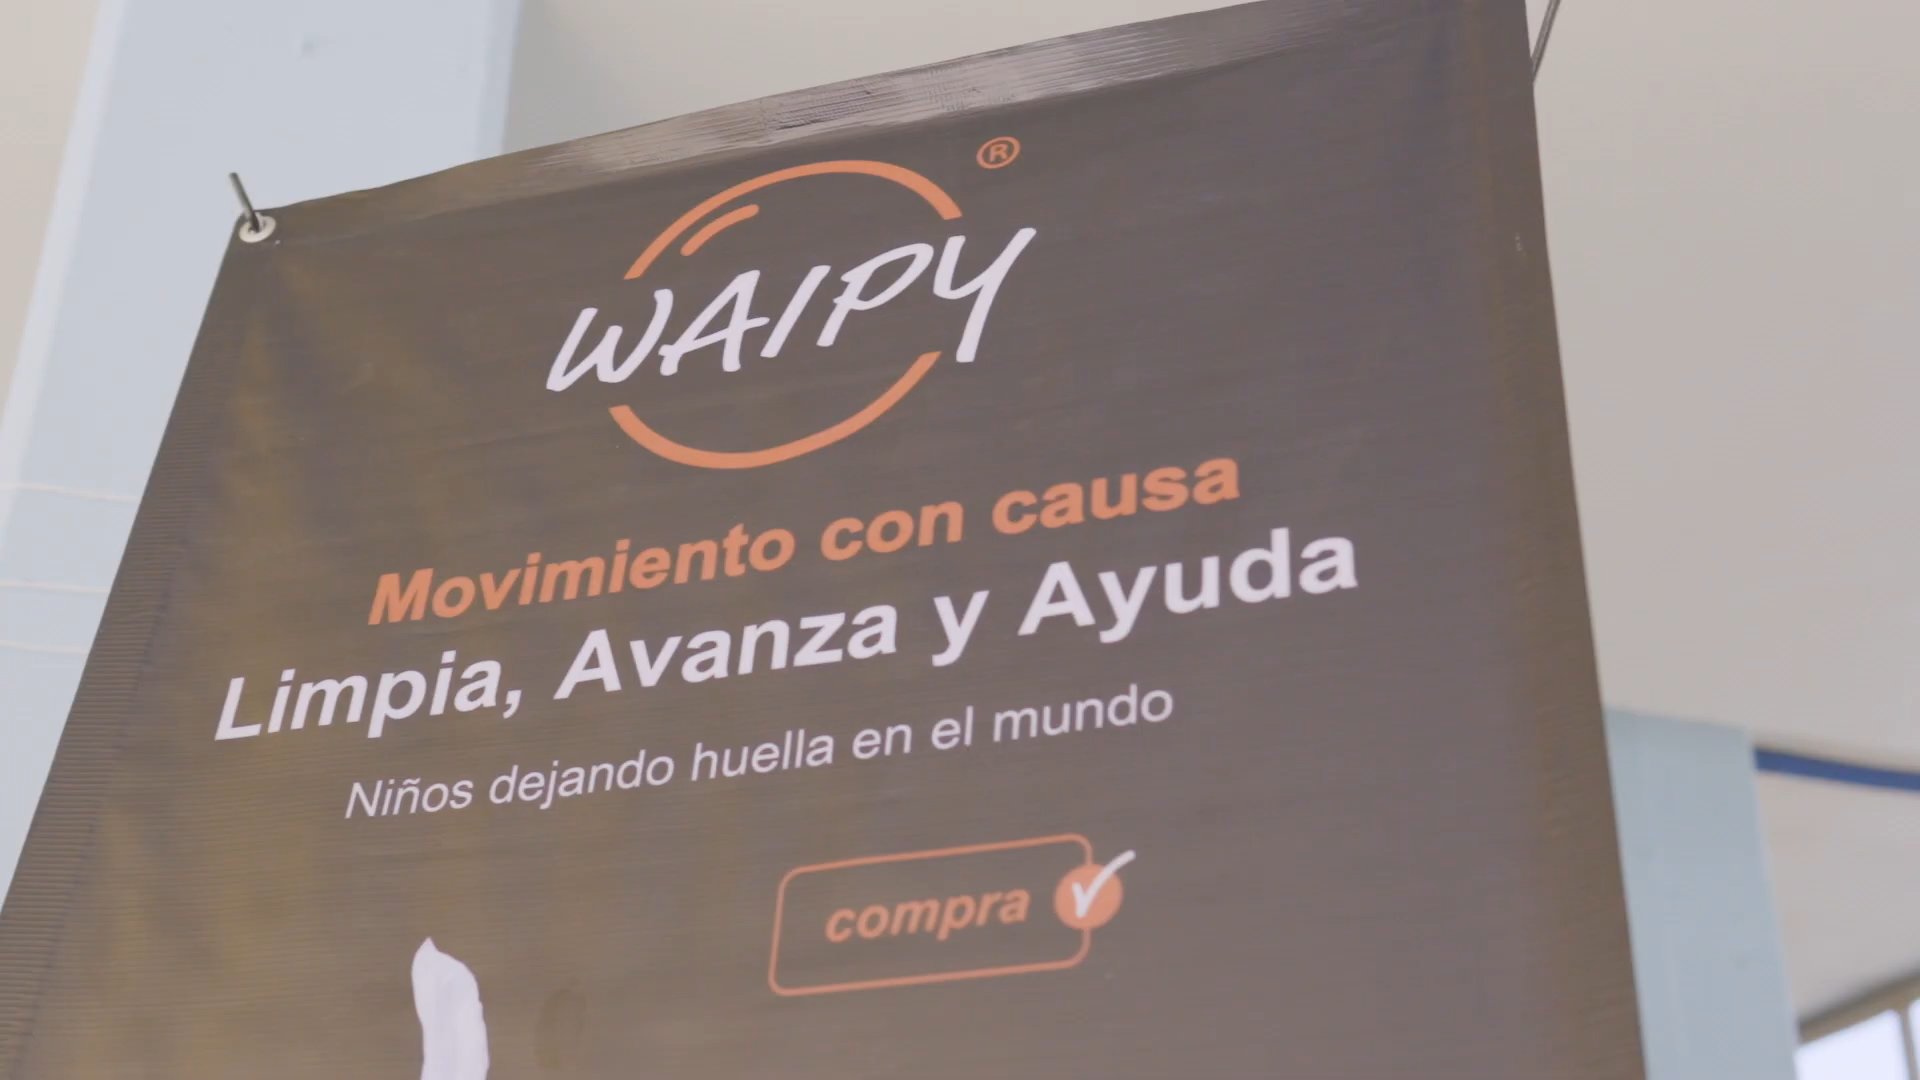 WAIPY®
Movimiento con causa
Limpia, Avanza y Ayuda
Niños dejando huella en el mundo
compra